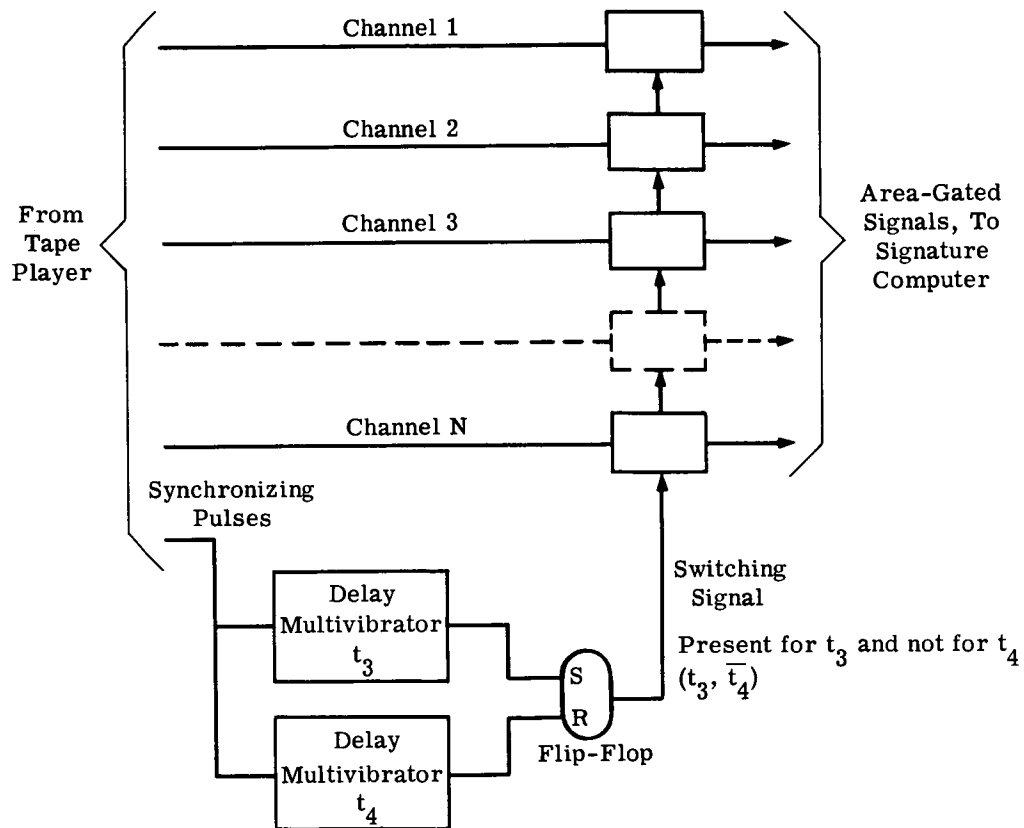 Channel 1
Channel 2
Channel 3
Channel N
From
Tape
Player
Area-Gated
Signals, To
Signature
Computer
Synchronizing
Pulses
Delay
Multivibrator
t₃
Delay
Multivibrator
t₄
S
R
Flip-Flop
Switching
Signal
Present for t₃ and not for t₄
(t₃, t̅₄)